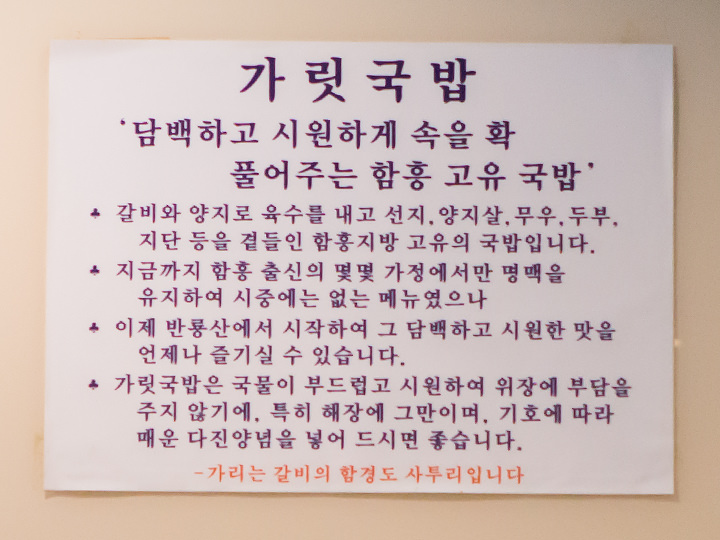 가릿국밥
‘담백하고 시원하게 속을 확
풀어주는 함흥 고유 국밥’
♣ 갈비와 양지로 육수를 내고 선지,양지살,무우,두부,
지단 등을 곁들인 함흥지방 고유의 국밥입니다.
♣ 지금까지 함흥 출신의 몇몇 가정에서만 명맥을
유지하여 시중에는 없는 메뉴였으나
♣ 이제 반룡산에서 시작하여 그 담백하고 시원한 맛을
언제나 즐기실 수 있습니다.
♣ 가릿국밥은 국물이 부드럽고 시원하여 위장에 부담을
주지 않기에, 특히 해장에 그만이며, 기호에 따라
매운 다진양념을 넣어 드시면 좋습니다.
-가리는 갈비의 함경도 사투리입니다